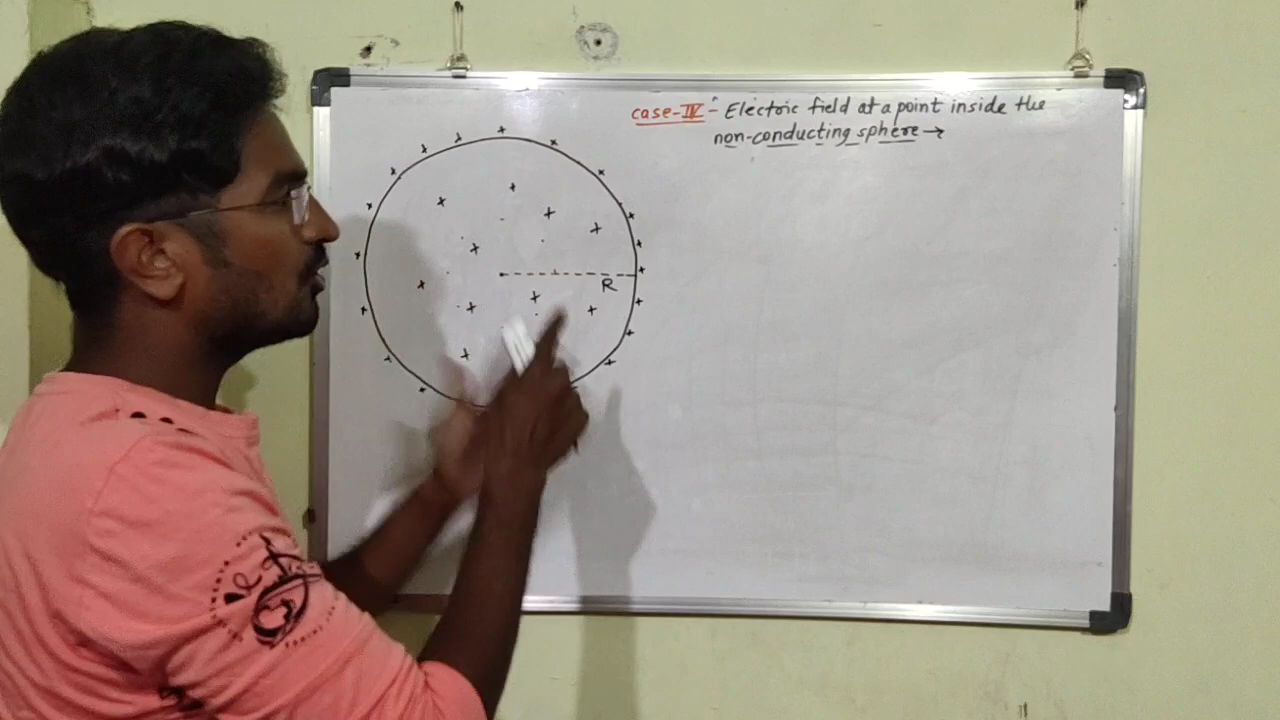 case-IV:- Electric field at a point inside the
non-conducting sphere →
R